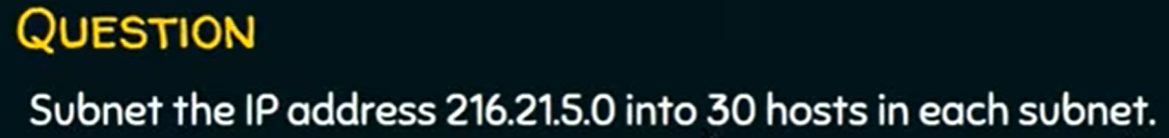 QUESTION
Subnet the IP address 216.21.5.0 into 30 hosts in each subnet.